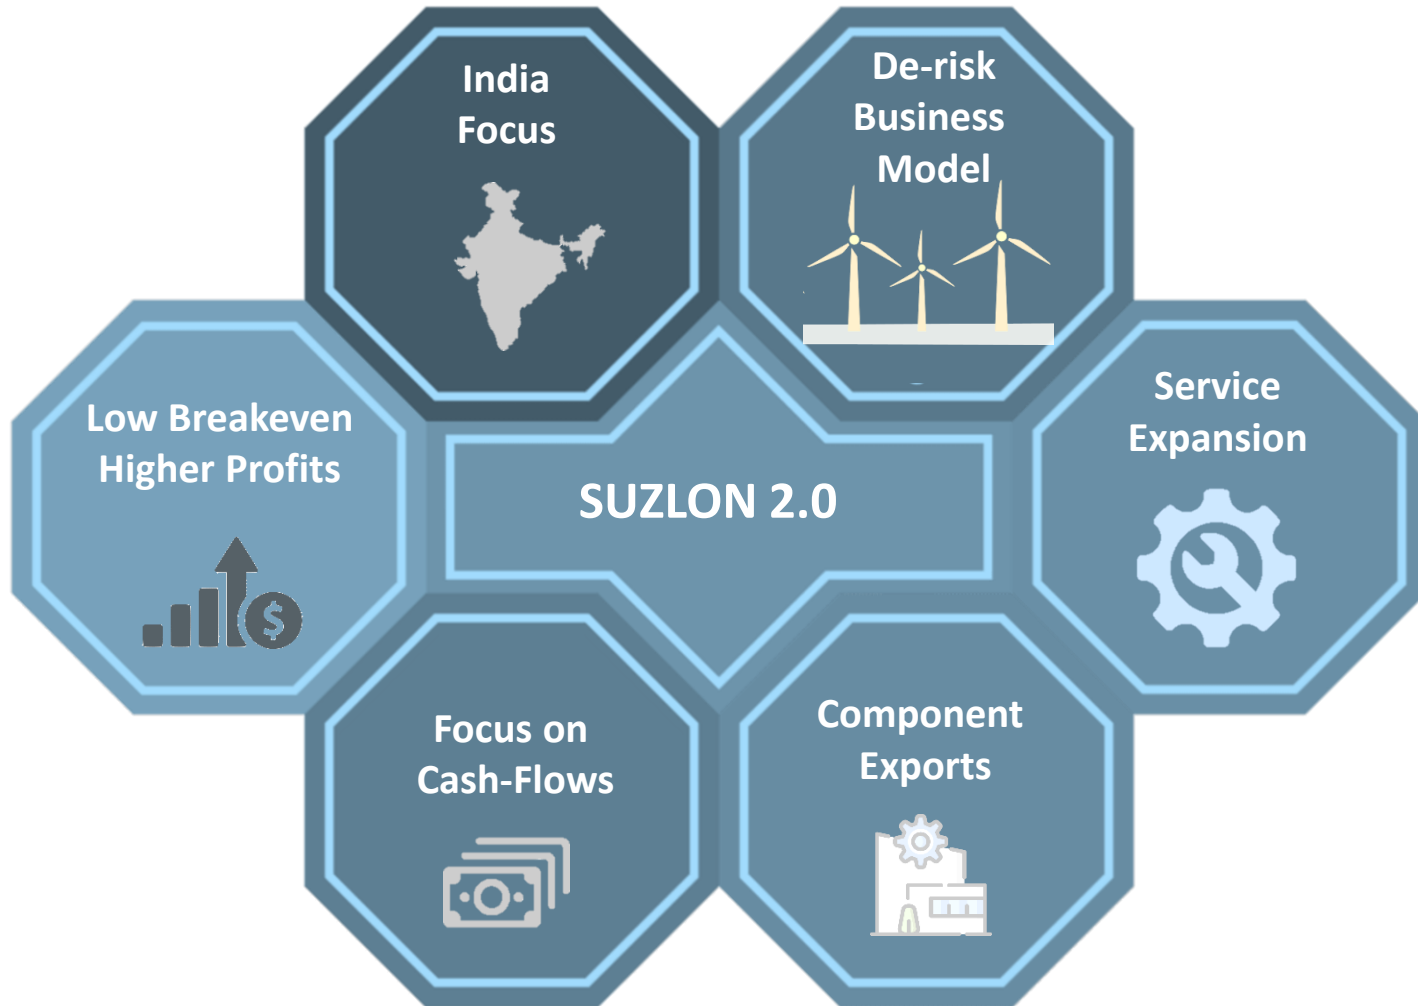 India
Focus
De-risk
Business
Model
Low Breakeven
Higher Profits
SUZLON 2.0
Service
Expansion
Focus on
Cash-Flows
Component
Exports
$